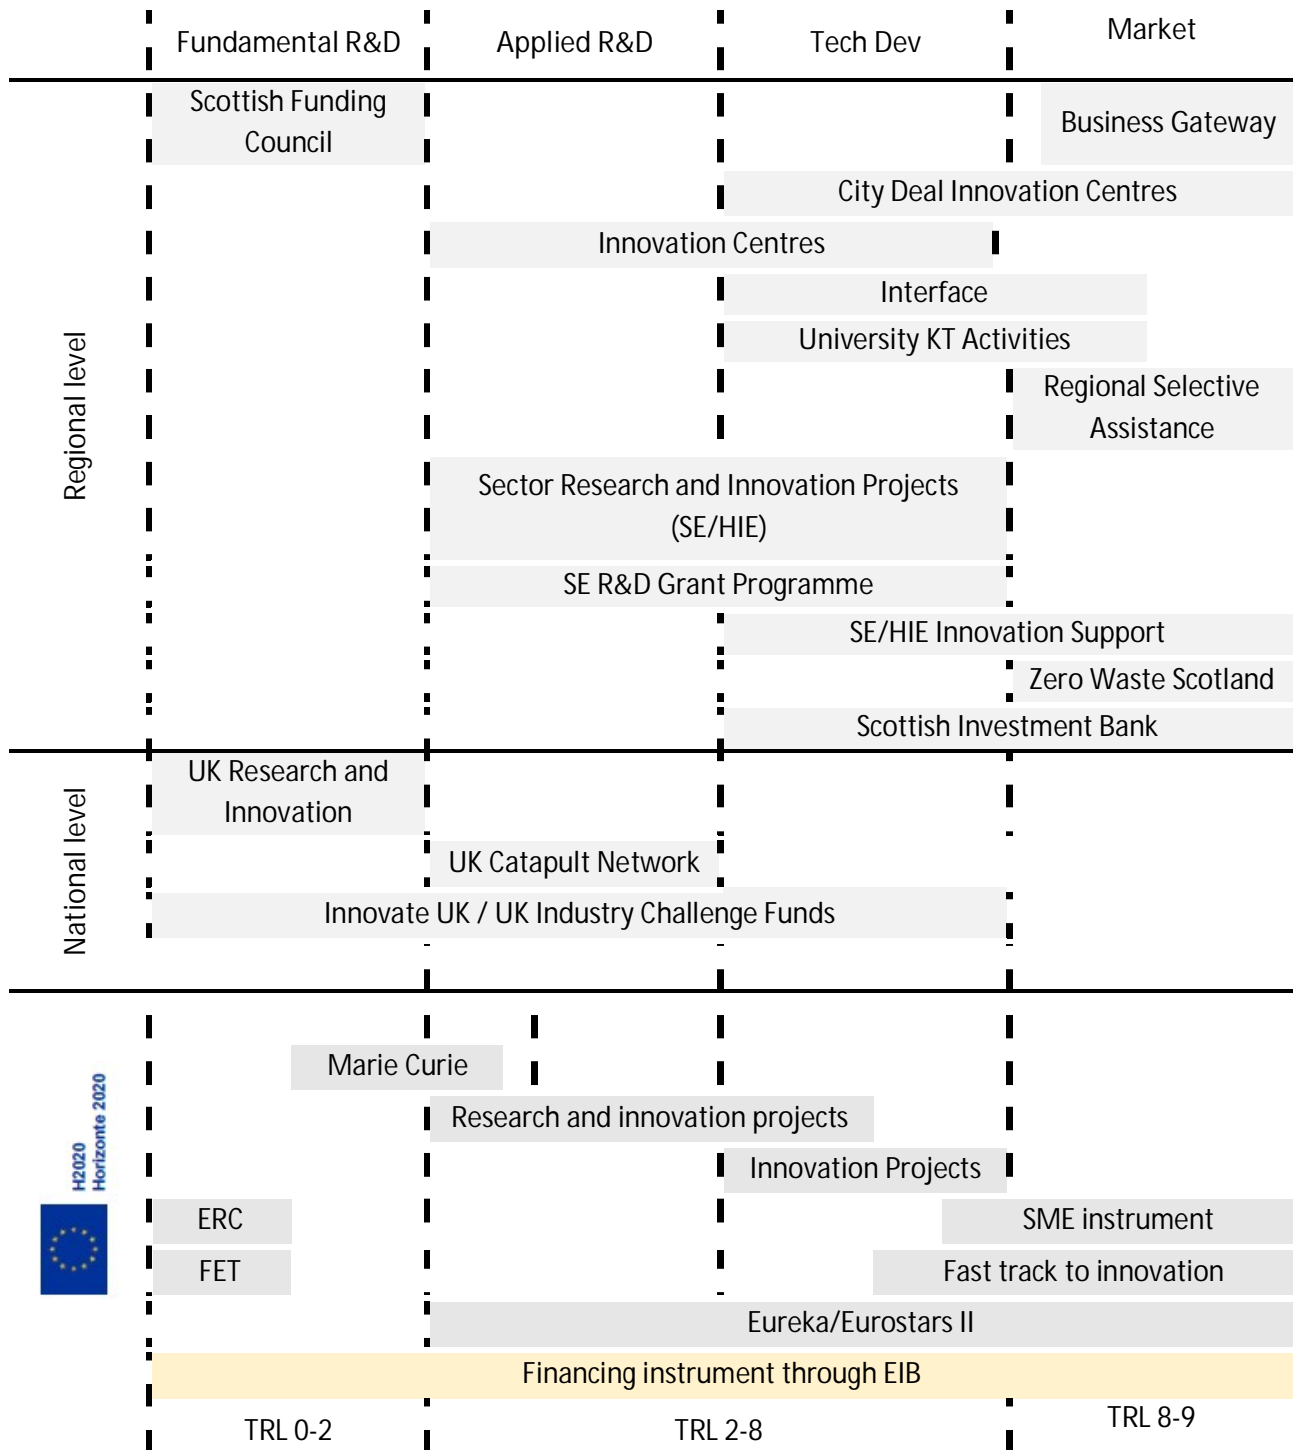 Fundamental R&D
Applied R&D
Tech Dev
Market
Regional level
Scottish Funding
Council
Business Gateway
City Deal Innovation Centres
Innovation Centres
Interface
University KT Activities
Regional Selective
Assistance
Sector Research and Innovation Projects
(SE/HIE)
SE R&D Grant Programme
SE/HIE Innovation Support
Zero Waste Scotland
Scottish Investment Bank
National level
UK Research and
Innovation
UK Catapult Network
Innovate UK / UK Industry Challenge Funds
H2020
Horizonte 2020
Marie Curie
Research and innovation projects
Innovation Projects
ERC
SME instrument
FET
Fast track to innovation
Eureka/Eurostars II
Financing instrument through EIB
TRL 0-2
TRL 2-8
TRL 8-9